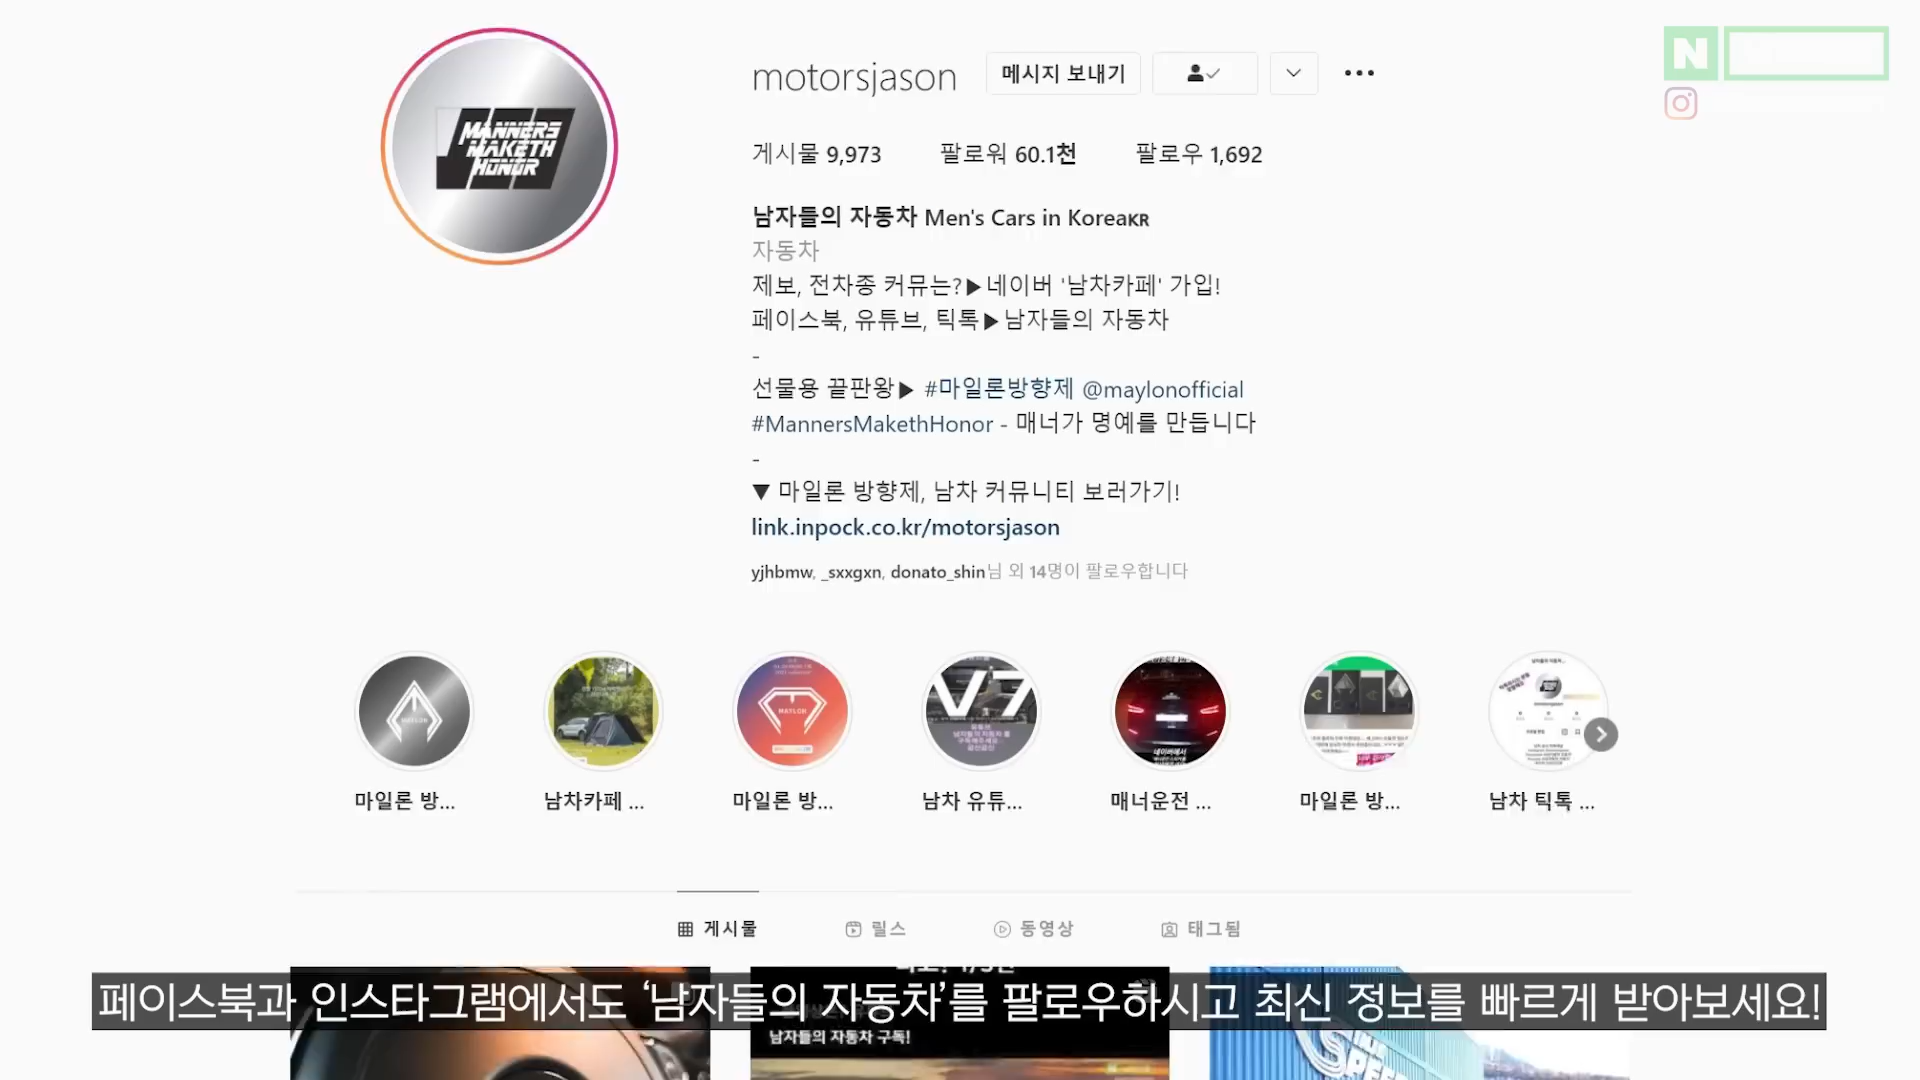 motorsjason
메시지 보내기
게시물 9,973
팔로워 60.1천
팔로우 1,692
MANNERS
MAKETH
HONOR
남자들의 자동차 Men's Cars in Korea🇰🇷
자동차
제보, 전차종 커뮤는?▶네이버 '남차카페' 가입!
페이스북, 유튜브, 틱톡▶남자들의 자동차
-
선물용 끝판왕▶ #마일론방향제 @maylonofficial
#MannersMakethHonor - 매너가 명예를 만듭니다
-
▼ 마일론 방향제, 남차 커뮤니티 보러가기!
link.inpock.co.kr/motorsjason
yjhbmw, _sxxgxn, donato_shin님 외 14명이 팔로우합니다
N
MAYLON
MAYLON
V7
네이버에서
마일론 방...
남차카페 ...
마일론 방...
남차 유튜...
매너운전 ...
마일론 방...
남차 틱톡 ...
게시물
릴스
동영상
태그됨
페이스북과 인스타그램에서도 ‘남자들의 자동차’를 팔로우하시고 최신 정보를 빠르게 받아보세요!
남자들의 자동차 구독!
SPEED